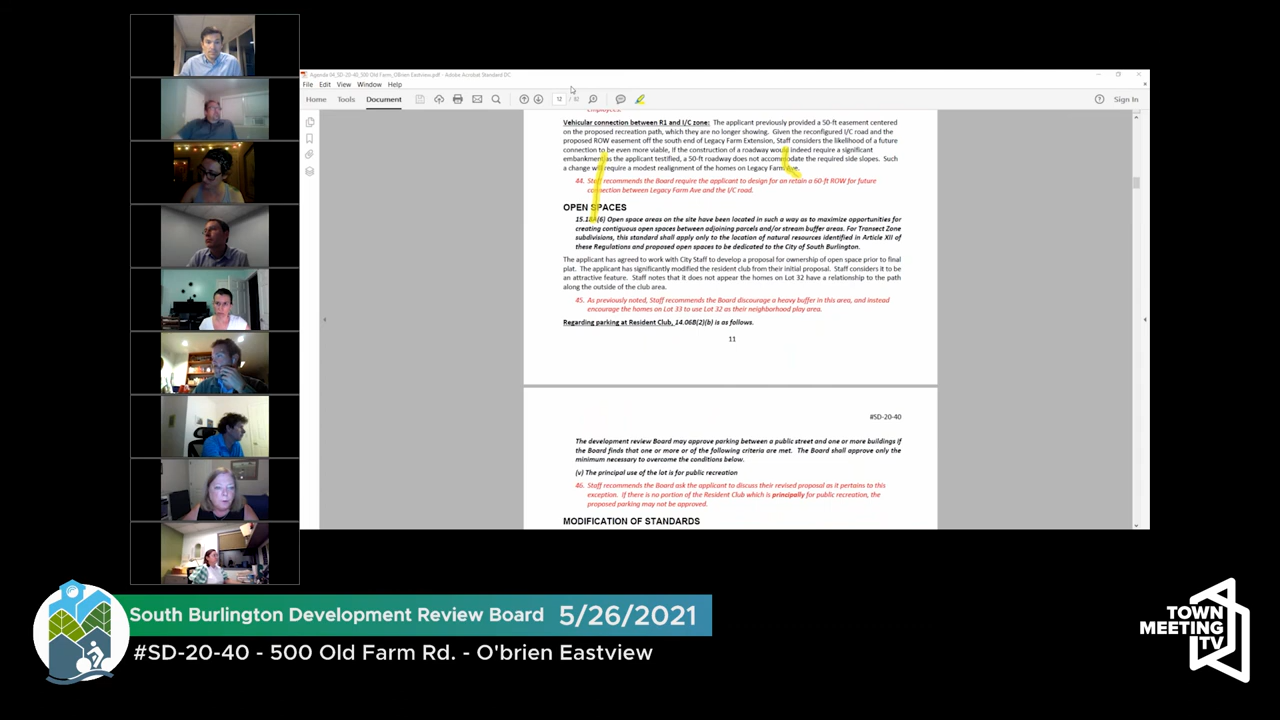 Agenda 04_SD-20-40_500 Old Farm_OBrien Eastview.pdf - Adobe Acrobat Standard DC
File Edit View Window Help
Home Tools Document
12 / 32
Sign In
employees.
Vehicular connection between R1 and I/C zone: The applicant previously provided a 50-ft easement centered
on the proposed recreation path, which they are no longer showing. Given the reconfigured I/C road and the
proposed ROW easement off the south end of Legacy Farm Extension, Staff considers the likelihood of a future
connection to be even more viable, If the construction of a roadway would indeed require a significant
embankment as the applicant testified, a 50-ft roadway does not accommodate the required side slopes. Such
a change will require a modest realignment of the homes on Legacy Farm Ave.
44. Staff recommends the Board require the applicant to design for an retain a 60-ft ROW for future
connection between Legacy Farm Ave and the I/C road.
OPEN SPACES
15.18A(6) Open space areas on the site have been located in such a way as to maximize opportunities for
creating contiguous open spaces between adjoining parcels and/or stream buffer areas. For Transect Zone
subdivisions, this standard shall apply only to the location of natural resources identified in Article XII of
these Regulations and proposed open spaces to be dedicated to the City of South Burlington.
The applicant has agreed to work with City Staff to develop a proposal for ownership of open space prior to final
plat. The applicant has significantly modified the resident club from their initial proposal. Staff considers it to be
an attractive feature. Staff notes that it does not appear the homes on Lot 32 have a relationship to the path
along the outside of the club area.
45. As previously noted, Staff recommends the Board discourage a heavy buffer in this area, and instead
encourage the homes on Lot 33 to use Lot 32 as their neighborhood play area.
Regarding parking at Resident Club, 14.06B(2)(b) is as follows.
11
#SD-20-40
The development review Board may approve parking between a public street and one or more buildings if
the Board finds that one or more or of the following criteria are met. The Board shall approve only the
minimum necessary to overcome the conditions below.
(v) The principal use of the lot is for public recreation
46. Staff recommends the Board ask the applicant to discuss their revised proposal as it pertains to this
exception. If there is no portion of the Resident Club which is principally for public recreation, the
proposed parking may not be approved.
MODIFICATION OF STANDARDS
South Burlington Development Review Board 5/26/2021
#SD-20-40 - 500 Old Farm Rd. - O'brien Eastview
TOWN
MEETING
TV